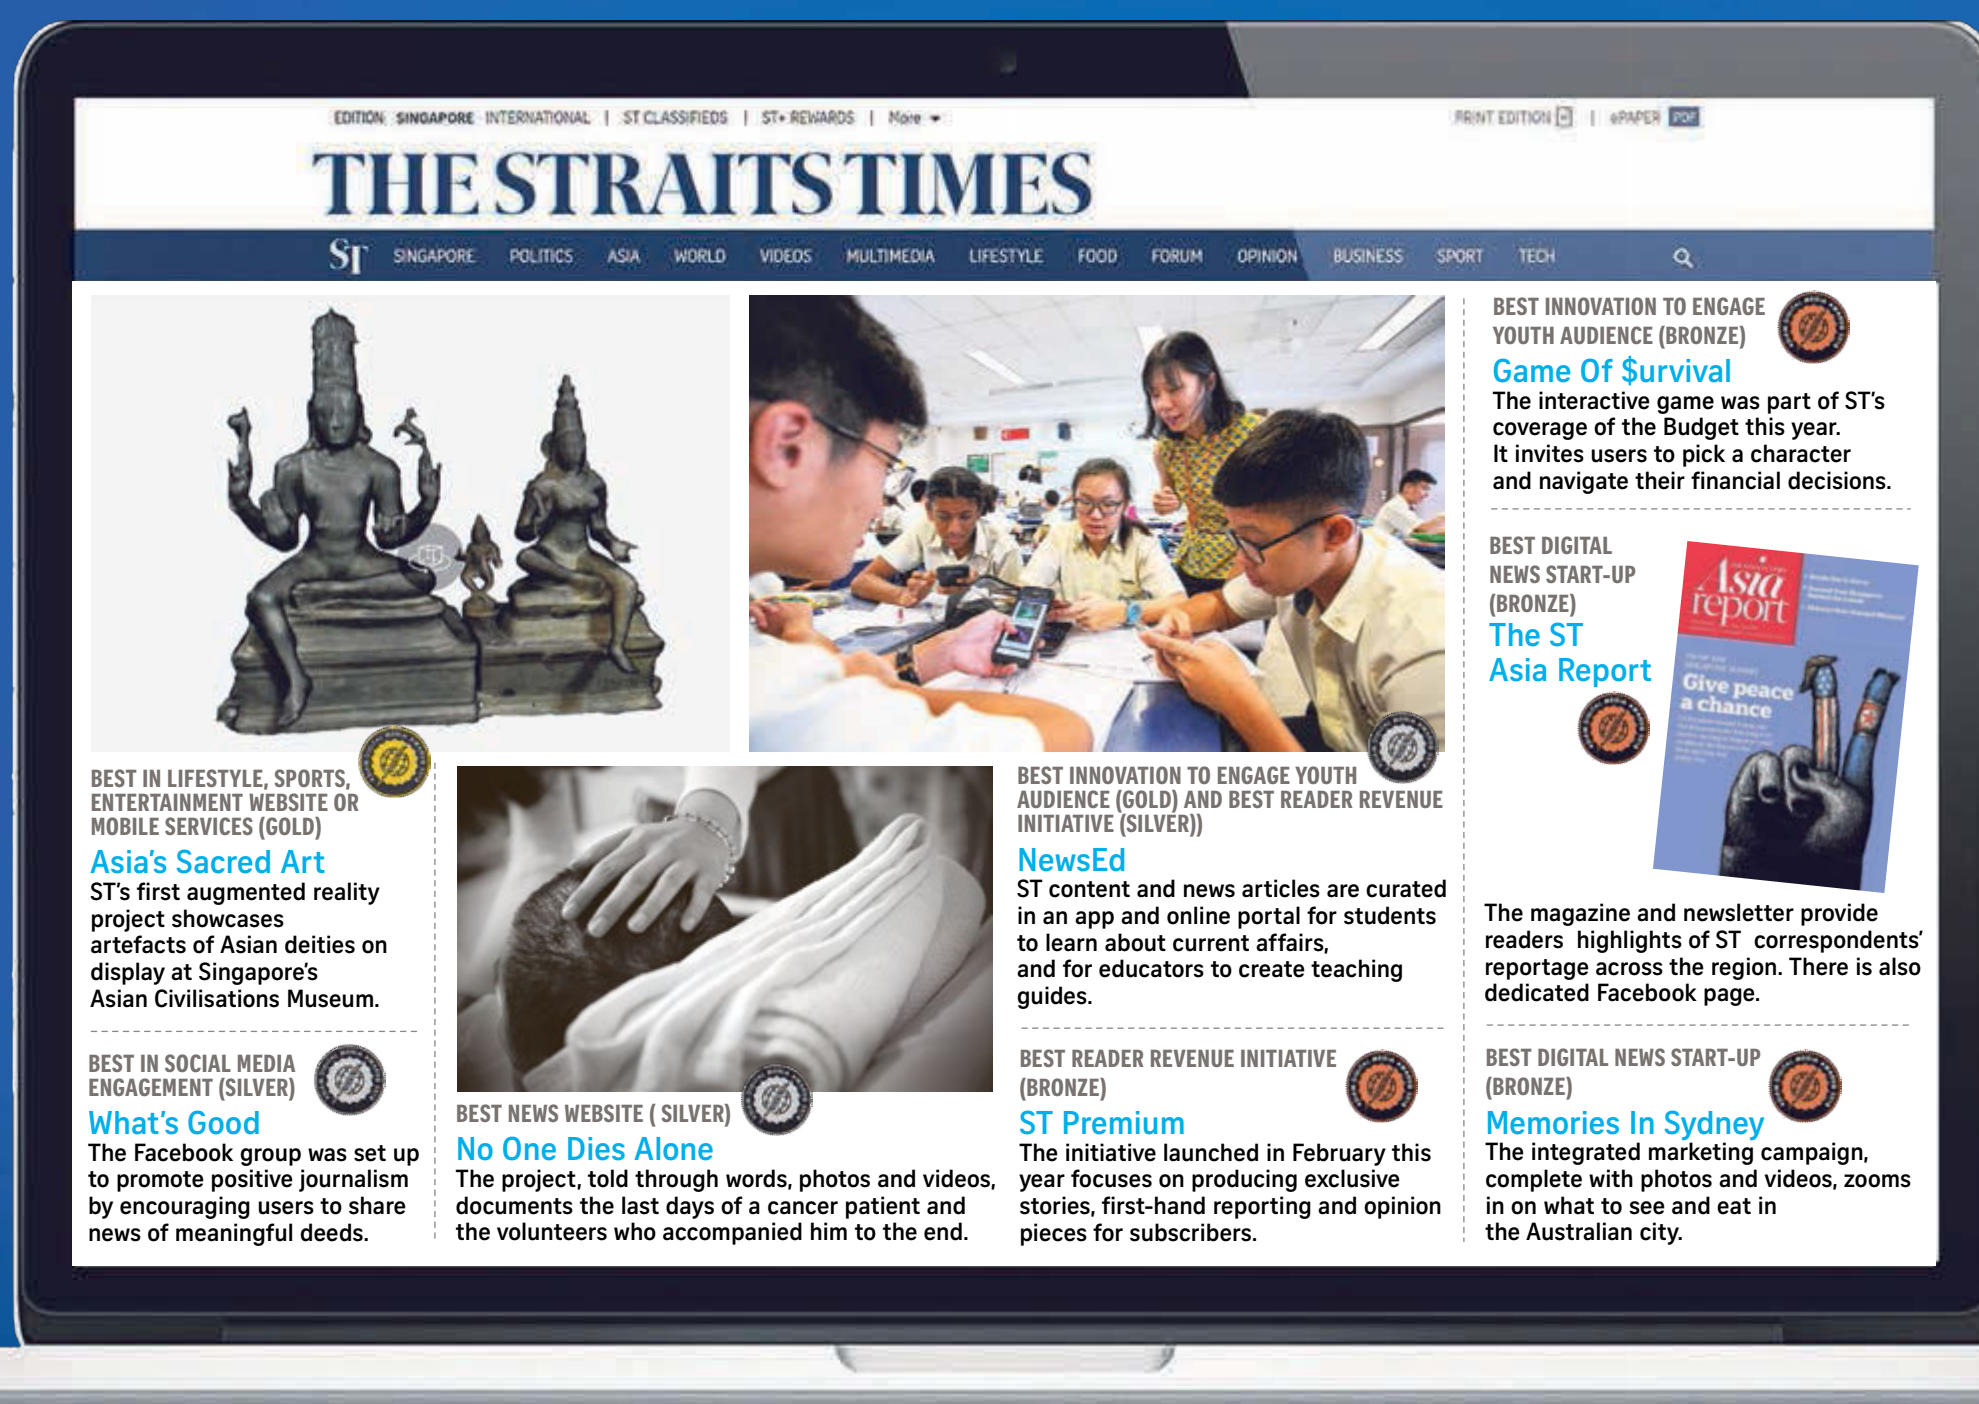 EDITION SINGAPORE INTERNATIONAL | ST CLASSIFIEDS | ST+ REWARDS | More
PRINT EDITION | ePAPER PDF
THE STRAITS TIMES
ST SINGAPORE POLITICS ASIA WORLD VIDEOS MULTIMEDIA LIFESTYLE FOOD FORUM OPINION BUSINESS SPORT TECH
BEST IN LIFESTYLE, SPORTS,
ENTERTAINMENT WEBSITE OR
MOBILE SERVICES (GOLD)
Asia's Sacred Art
ST's first augmented reality
project showcases
artefacts of Asian deities on
display at Singapore's
Asian Civilisations Museum.
BEST IN SOCIAL MEDIA
ENGAGEMENT (SILVER)
What's Good
The Facebook group was set up
to promote positive journalism
by encouraging users to share
news of meaningful deeds.
BEST NEWS WEBSITE ( SILVER)
No One Dies Alone
The project, told through words, photos and videos,
documents the last days of a cancer patient and
the volunteers who accompanied him to the end.
BEST INNOVATION TO ENGAGE YOUTH
AUDIENCE (GOLD) AND BEST READER REVENUE
INITIATIVE (SILVER))
NewsEd
ST content and news articles are curated
in an app and online portal for students
to learn about current affairs,
and for educators to create teaching
guides.
BEST READER REVENUE INITIATIVE
(BRONZE)
ST Premium
The initiative launched in February this
year focuses on producing exclusive
stories, first-hand reporting and opinion
pieces for subscribers.
BEST INNOVATION TO ENGAGE
YOUTH AUDIENCE (BRONZE)
Game Of $urvival
The interactive game was part of ST's
coverage of the Budget this year.
It invites users to pick a character
and navigate their financial decisions.
BEST DIGITAL
NEWS START-UP
(BRONZE)
The ST
Asia Report
Asia
report
Give peace
a chance
The magazine and newsletter provide
readers highlights of ST correspondents'
reportage across the region. There is also
dedicated Facebook page.
BEST DIGITAL NEWS START-UP
(BRONZE)
Memories In Sydney
The integrated marketing campaign,
complete with photos and videos, zooms
in on what to see and eat in
the Australian city.